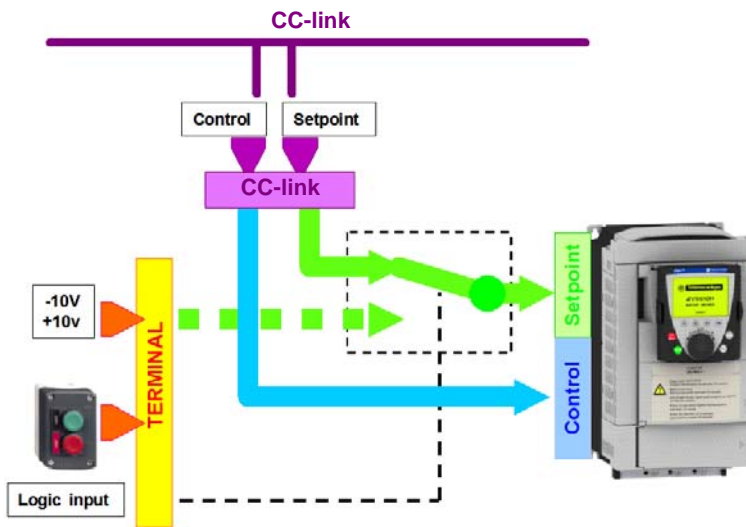 CC-link
Control
Setpoint
CC-link
-10V
+10v
TERMINAL
Logic input
Setpoint
Control